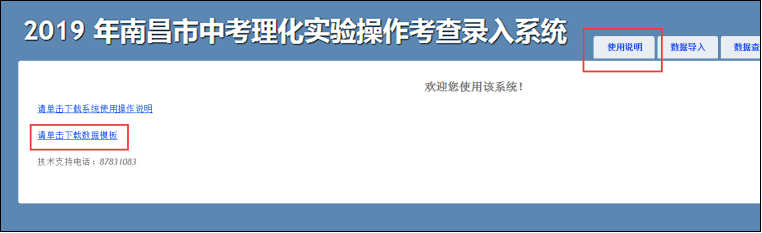 2019 年南昌市中考理化实验操作考查录入系统
使用说明 数据导入 数据查
欢迎您使用该系统!
请单击下载系统使用操作说明
请单击下载数据模板
技术支持电话：87831083